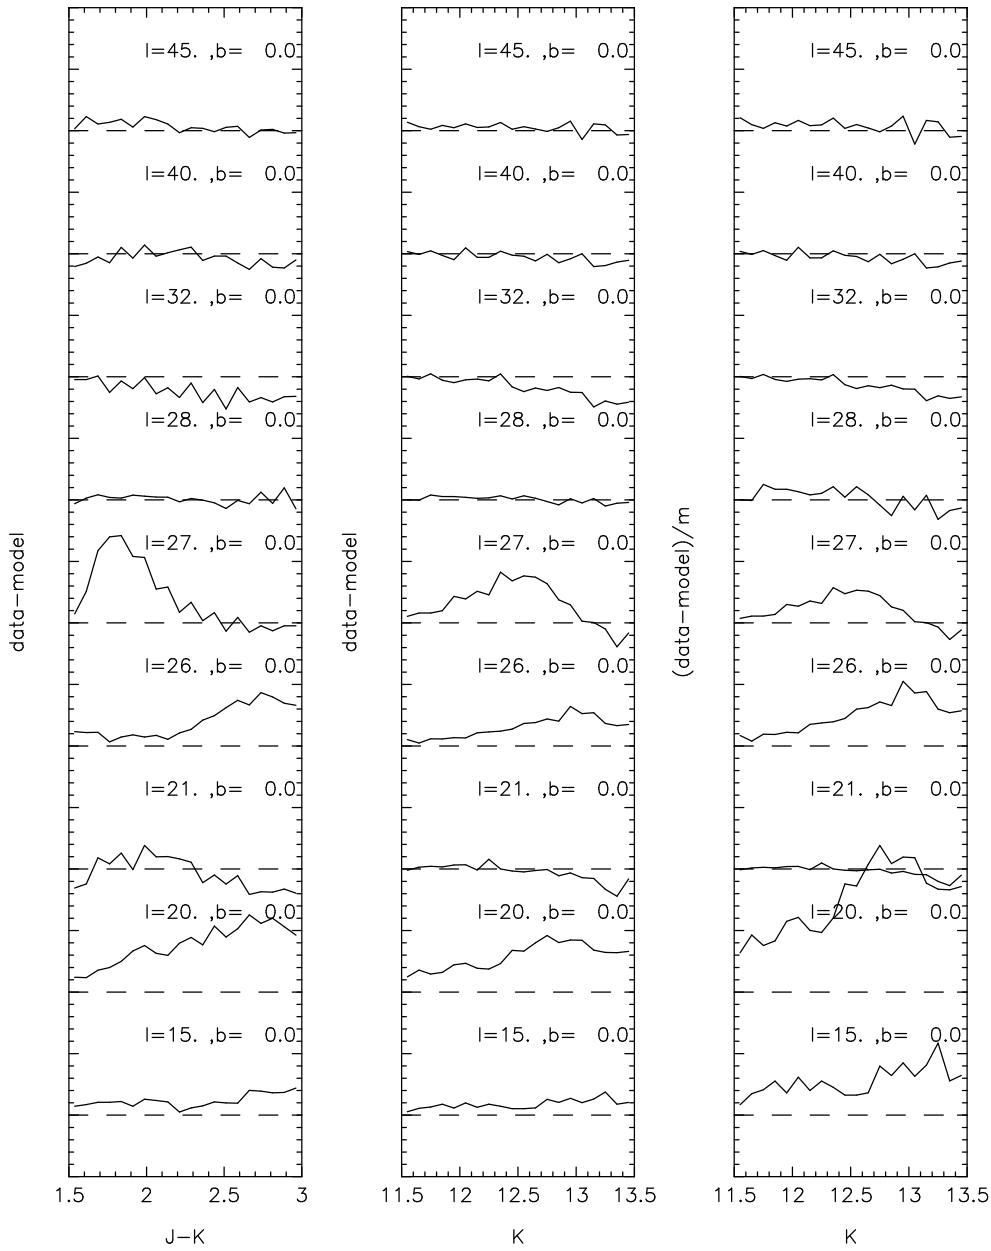 l=45. ,b= 0.0 l=45. ,b= 0.0 l=45. ,b= 0.0
l=40. ,b= 0.0 l=40. ,b= 0.0 l=40. ,b= 0.0
l=32. ,b= 0.0 l=32. ,b= 0.0 l=32. ,b= 0.0
l=28. ,b= 0.0 l=28. ,b= 0.0 l=28. ,b= 0.0
data−model data−model (data−model)/m
l=27. ,b= 0.0 l=27. ,b= 0.0 l=27. ,b= 0.0
l=26. ,b= 0.0 l=26. ,b= 0.0 l=26. ,b= 0.0
l=21. ,b= 0.0 l=21. ,b= 0.0 l=21. ,b= 0.0
l=20. ,b= 0.0 l=20. ,b= 0.0 l=20. ,b= 0.0
l=15. ,b= 0.0 l=15. ,b= 0.0 l=15. ,b= 0.0
1.5 2 2.5 3 11.5 12 12.5 13 13.5 11.5 12 12.5 13 13.5
J−K K K